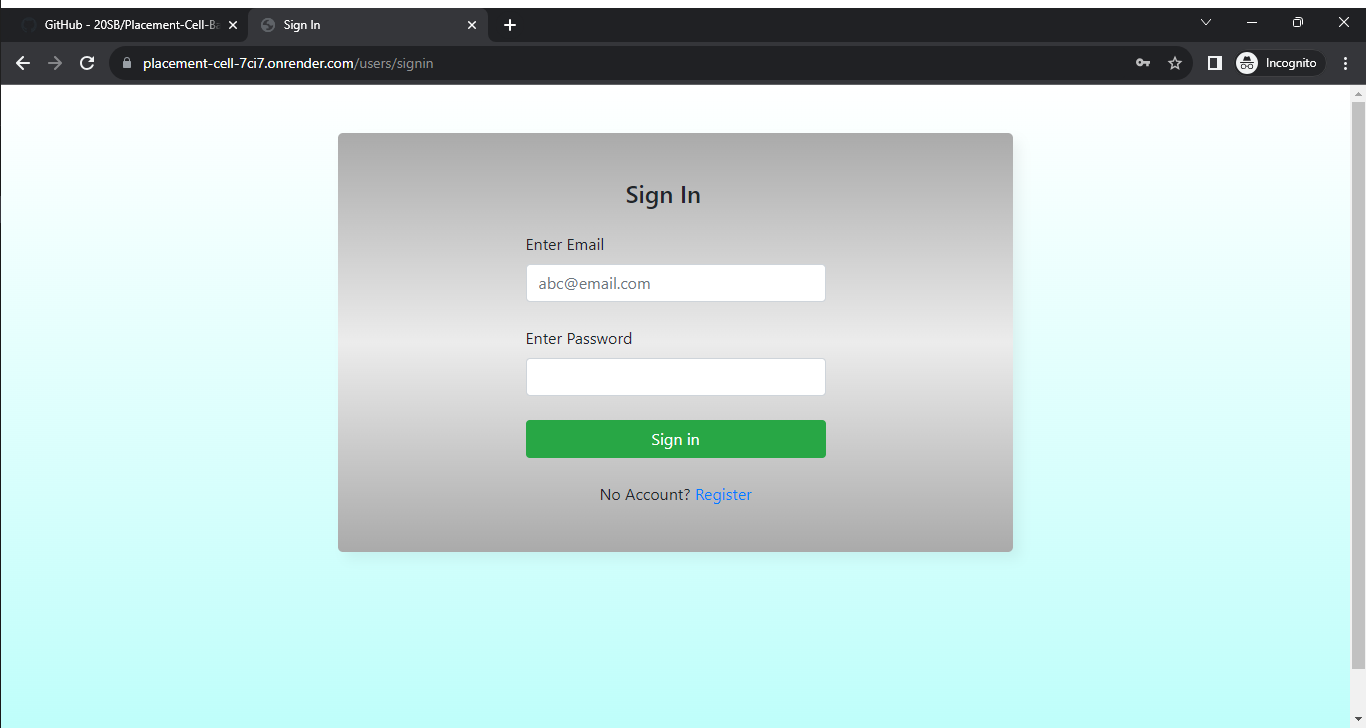 GitHub - 20SB/Placement-Cell-Ba
Sign In
placement-cell-7ci7.onrender.com/users/signin
Incognito
Sign In
Enter Email
abc@email.com
Enter Password
Sign in
No Account? Register